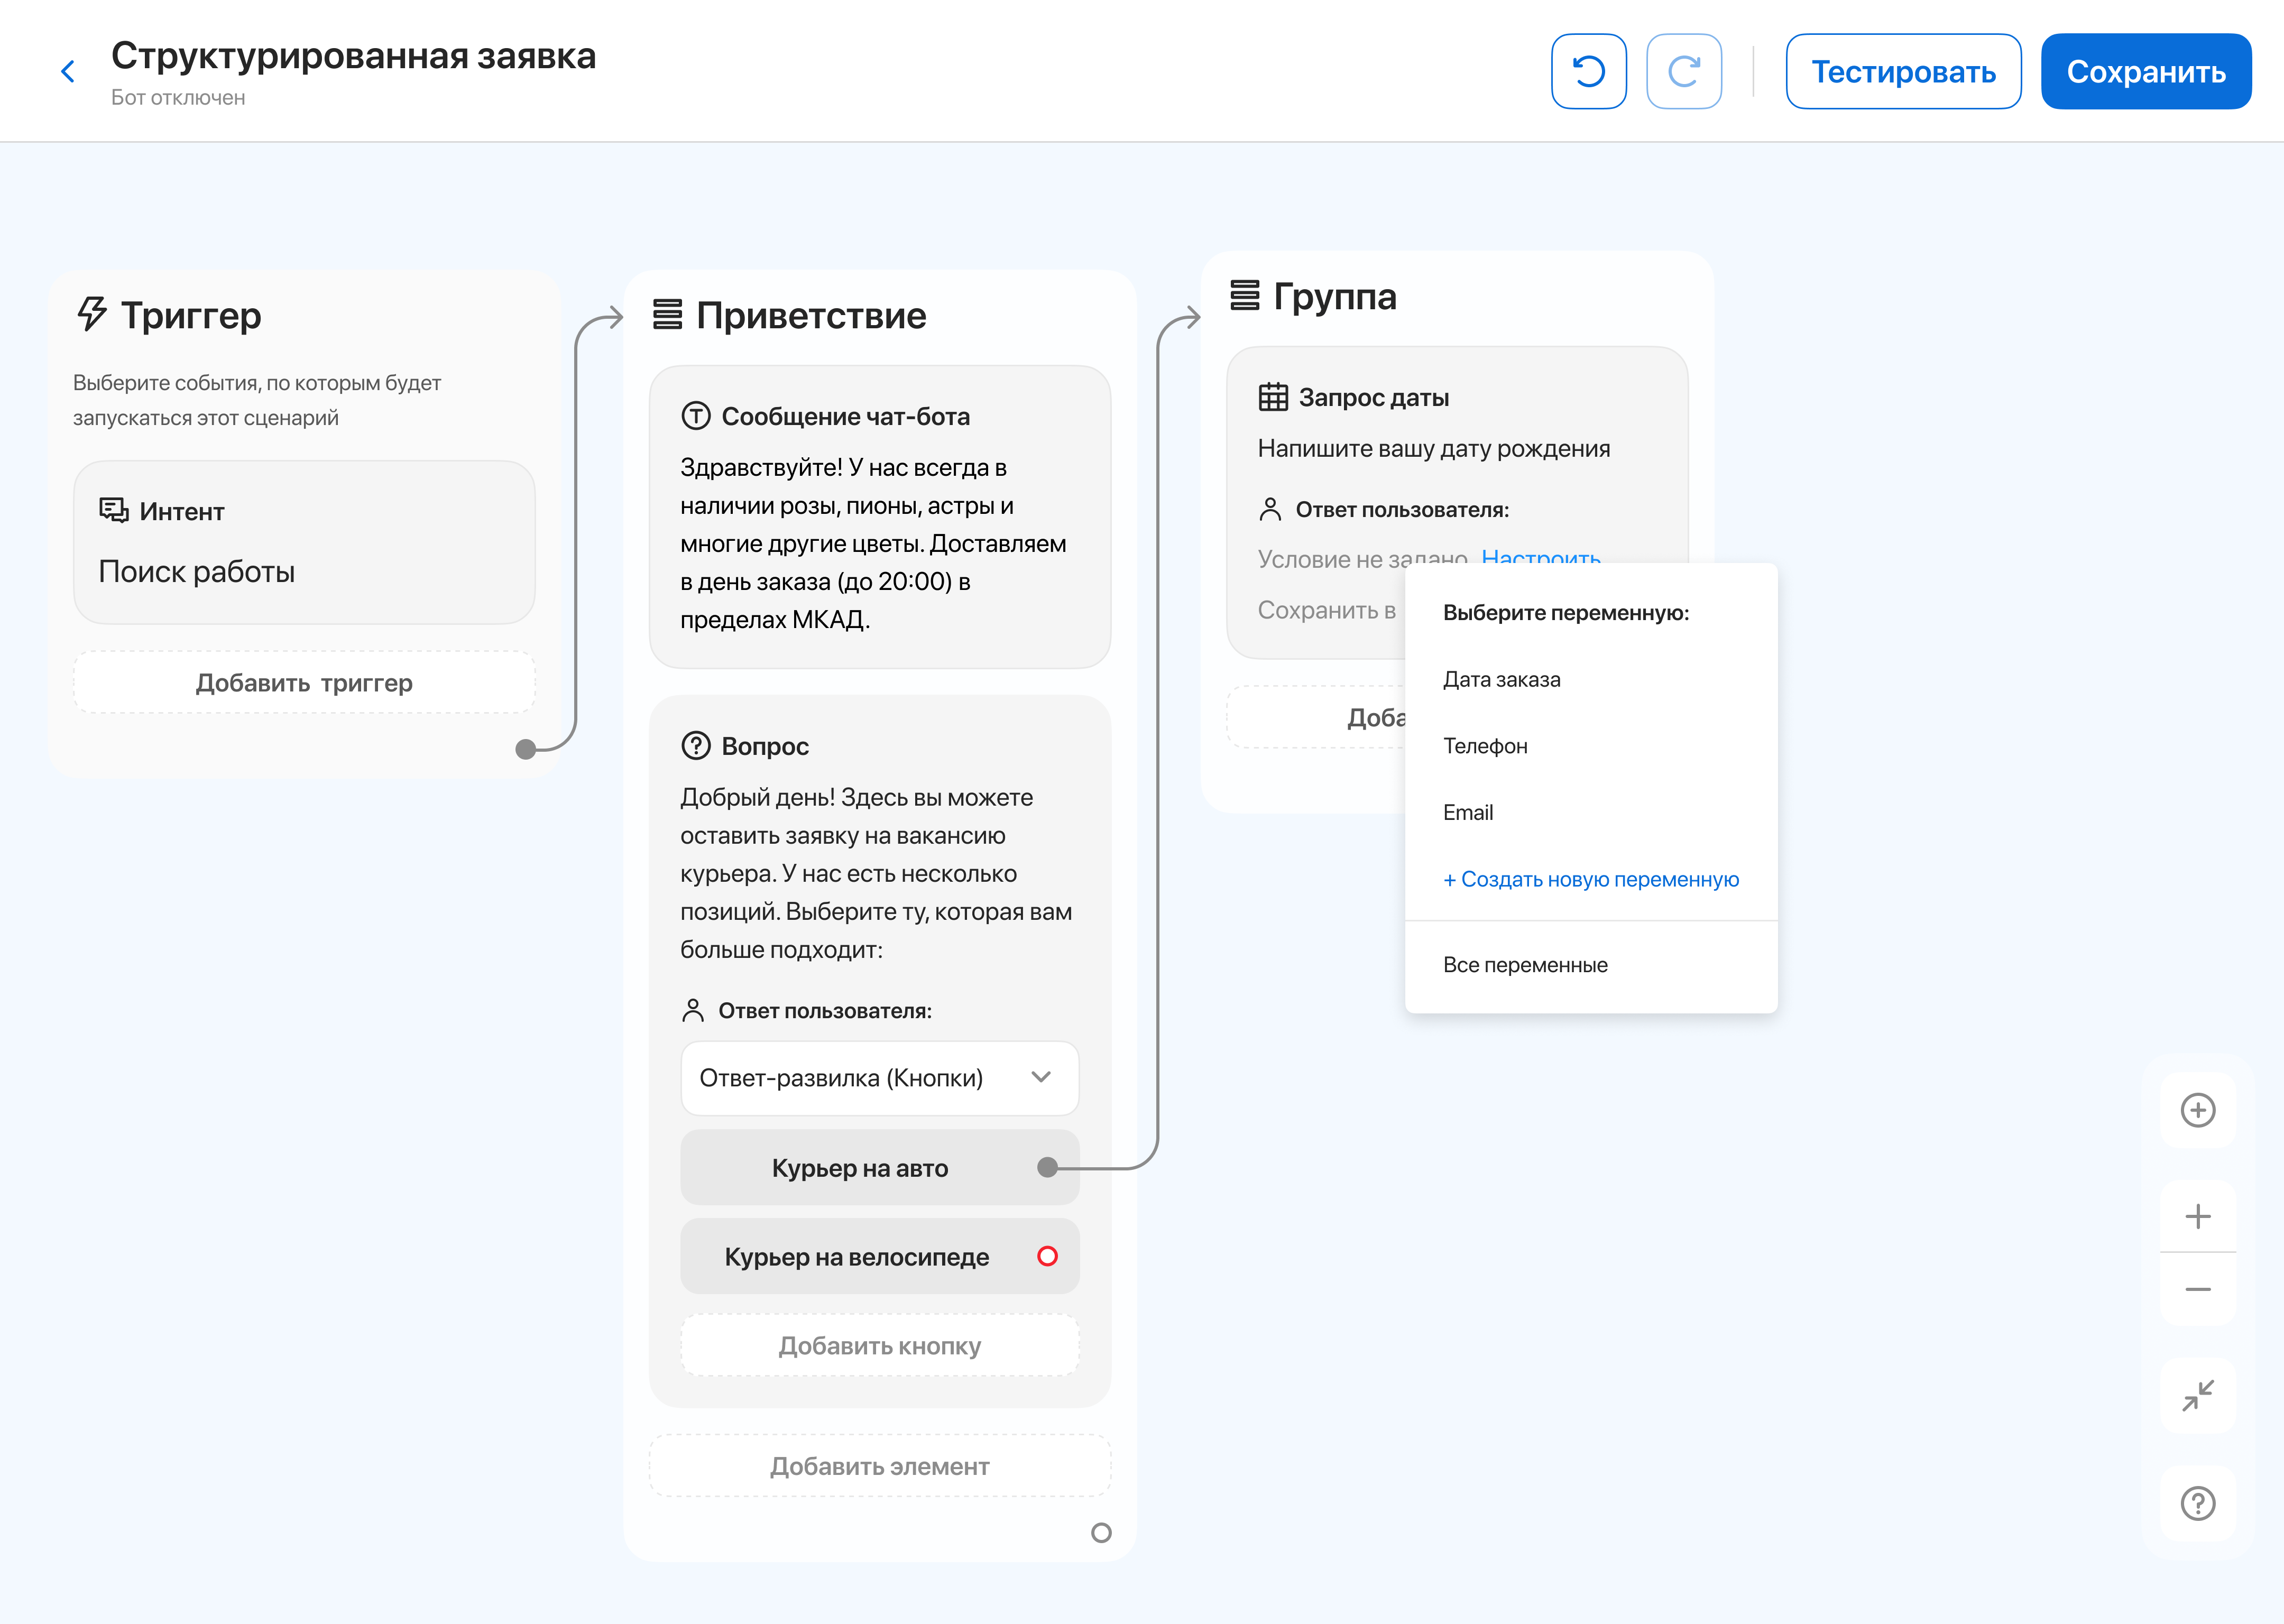 Структурированная заявка
Бот отключен
Тестировать
Сохранить
Триггер
Выберите события, по которым будет
запускаться этот сценарий
Интент
Поиск работы
Добавить триггер
Приветствие
Сообщение чат-бота
Здравствуйте! У нас всегда в
наличии розы, пионы, астры и
многие другие цветы. Доставляем
в день заказа (до 20:00) в
пределах МКАД.
Вопрос
Добрый день! Здесь вы можете
оставить заявку на вакансию
курьера. У нас есть несколько
позиций. Выберите ту, которая вам
больше подходит:
Ответ пользователя:
Ответ-развилка (Кнопки)
Курьер на авто
Курьер на велосипеде
Добавить кнопку
Добавить элемент
Группа
Запрос даты
Напишите вашу дату рождения
Ответ пользователя:
Условие не задано Настроить
Сохранить в
Доба
Выберите переменную:
Дата заказа
Телефон
Email
+ Создать новую переменную
Все переменные